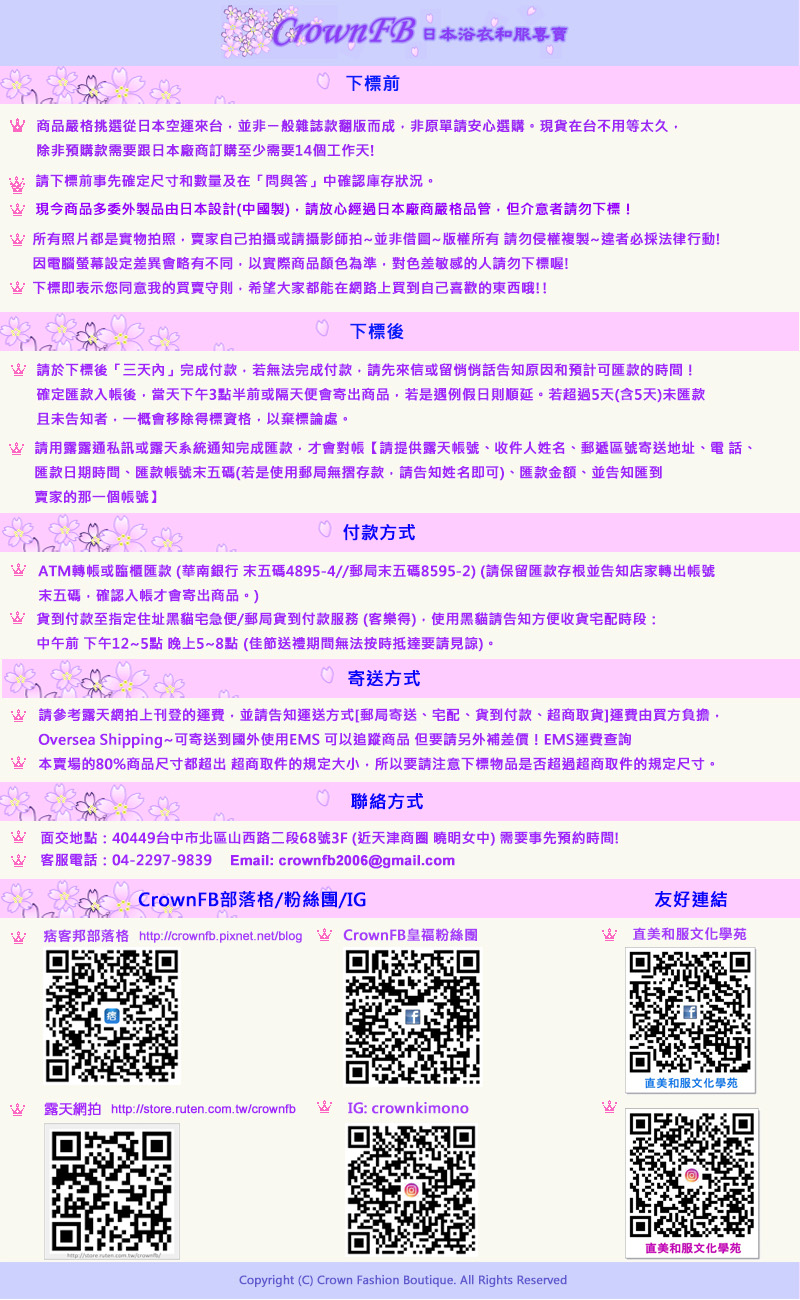 CrownFB 日本浴衣和服專賣
下標前
商品嚴格挑選從日本空運來台，並非一般雜誌款翻版而成，非原單請安心選購。現貨在台不用等太久，
除非預購款需要跟日本廠商訂購至少需要14個工作天!
請下標前事先確定尺寸和數量及在「問與答」中確認庫存狀況。
現今商品多委外製品由日本設計(中國製)，請放心經過日本廠商嚴格品管，但介意者請勿下標！
所有照片都是實物拍照，賣家自己拍攝或請攝影師拍~並非借圖~版權所有 請勿侵權複製~違者必採法律行動!
因電腦螢幕設定差異會略有不同，以實際商品顏色為準，對色差敏感的人請勿下標喔!
下標即表示您同意我的買賣守則，希望大家都能在網路上買到自己喜歡的東西哦!!
下標後
請於下標後「三天內」完成付款，若無法完成付款，請先來信或留悄悄話告知原因和預計可匯款的時間！
確定匯款入帳後，當天下午3點半前或隔天便會寄出商品，若是遇例假日則順延。若超過5天(含5天)未匯款
且未告知者，一概會移除得標資格，以棄標論處。
請用露露通私訊或露天系統通知完成匯款，才會對帳【請提供露天帳號、收件人姓名、郵遞區號寄送地址、電 話、
匯款日期時間、匯款帳號末五碼(若是使用郵局無摺存款，請告知姓名即可)、匯款金額、並告知匯到
賣家的那一個帳號】
付款方式
ATM轉帳或臨櫃匯款 (華南銀行 末五碼4895-4//郵局末五碼8595-2) (請保留匯款存根並告知店家轉出帳號
末五碼，確認入帳才會寄出商品。)
貨到付款至指定住址黑貓宅急便/郵局貨到付款服務 (客樂得)，使用黑貓請告知方便收貨宅配時段：
中午前 下午12~5點 晚上5~8點 (佳節送禮期間無法按時抵達要請見諒)。
寄送方式
請參考露天網拍上刊登的運費，並請告知運送方式[郵局寄送、宅配、貨到付款、超商取貨]運費由買方負擔，
Oversea Shipping~可寄送到國外使用EMS 可以追蹤商品 但要請另外補差價！EMS運費查詢
本賣場的80%商品尺寸都超出 超商取件的規定大小，所以要請注意下標物品是否超過超商取件的規定尺寸。
聯絡方式
面交地點：40449台中市北區山西路二段68號3F (近天津商圈 曉明女中) 需要事先預約時間!
客服電話：04-2297-9839 Email: crownfb2006@gmail.com
CrownFB部落格/粉絲團/IG 友好連結
痞客邦部落格 http://crownfb.pixnet.net/blog CrownFB皇福粉絲團 直美和服文化學苑
痞
直美和服文化學苑
露天網拍 http://store.ruten.com.tw/crownfb IG: crownkimono
直美和服文化學苑
http://store.ruten.com.tw/crownfb/
Copyright (C) Crown Fashion Boutique. All Rights Reserved